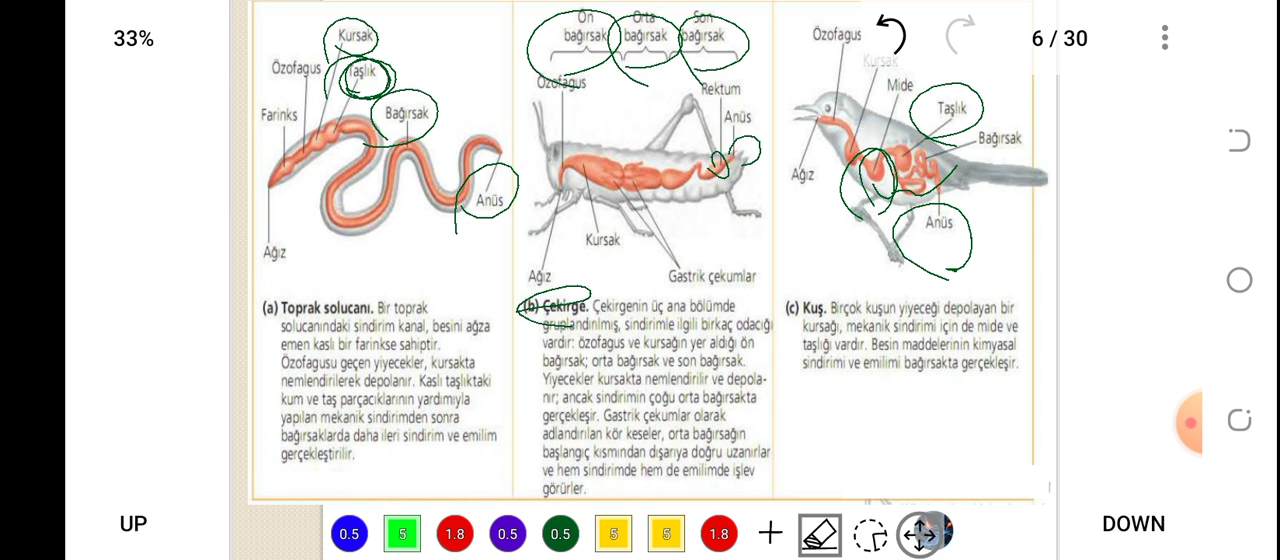 33%
UP
Kursak
Taşlık
Özofagus
Farinks
Bağırsak
Anüs
Ağız
(a) Toprak solucanı. Bir toprak
solucanındaki sindirim kanal, besini ağza
emen kaslı bir farinkse sahiptir.
Özofagusu geçen yiyecekler, kursakta
nemlendirilerek depolanır. Kaslı taşlıktaki
kum ve taş parçacıklarının yardımıyla
yapılan mekanik sindirimden sonra
bağırsaklarda daha ileri sindirim ve emilim
gerçekleştirilir.
Ön bağırsak
Orta bağırsak
Son bağırsak
Özofagus
Rektum
Anüs
Kursak
Ağız
Gastrik çekumlar
(b) Çekirge. Çekirgenin üç ana bölümde
gruplandırılmış, sindirimle ilgili birkaç odacığı
vardır: özofagus ve kursağın yer aldığı ön
bağırsak; orta bağırsak ve son bağırsak.
Yiyecekler kursakta nemlendirilir ve depola-
nır; ancak sindirimin çoğu orta bağırsakta
gerçekleşir. Gastrik çekumlar olarak
adlandırılan kör keseler, orta bağırsağın
başlangıç kısmından dışarıya doğru uzanırlar
ve hem sindirimde hem de emilimde işlev
görürler.
Özofagus
Kursak
Mide
Taşlık
Bağırsak
Ağız
Anüs
(c) Kuş. Birçok kuşun yiyeceği depolayan bir
kursağı, mekanik sindirimi için de mide ve
taşlığı vardır. Besin maddelerinin kimyasal
sindirimi ve emilimi bağırsakta gerçekleşir.
6 / 30
0.5 5 1.8 0.5 0.5 5 5 1.8
DOWN